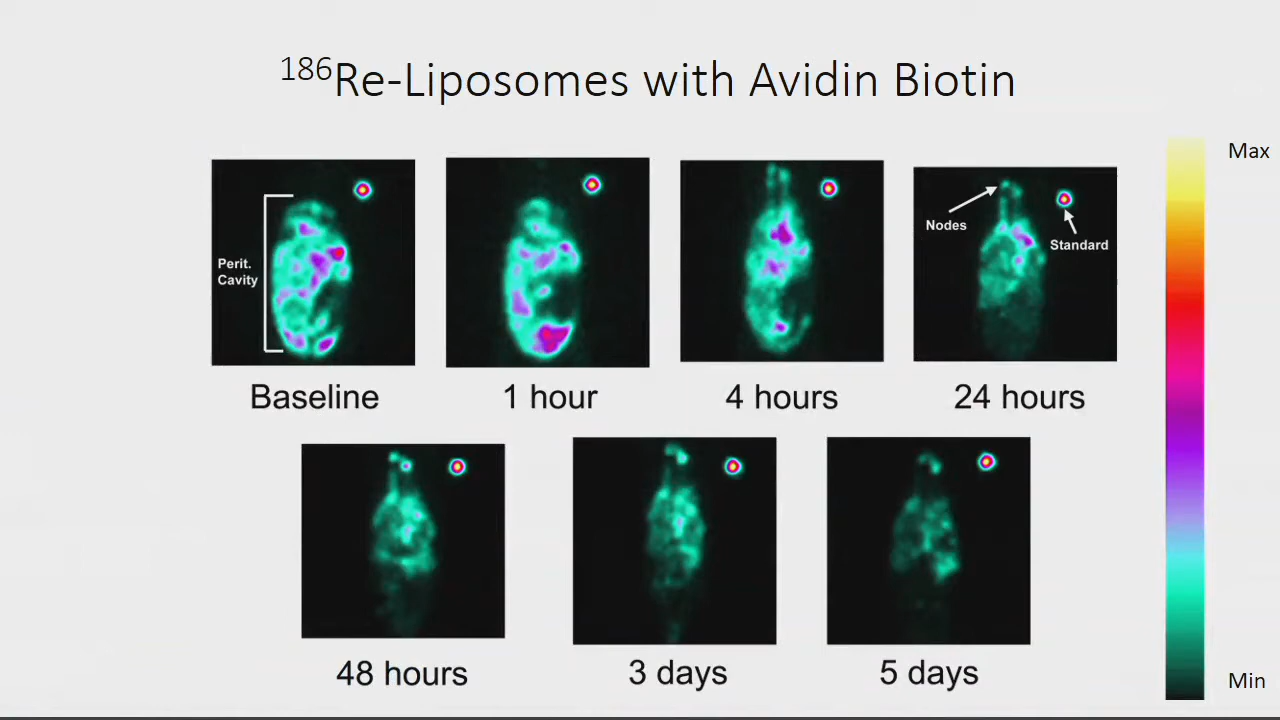 ¹⁸⁶Re-Liposomes with Avidin Biotin
Perit.
Cavity
Nodes
Standard
Max
Baseline
1 hour
4 hours
24 hours
48 hours
3 days
5 days
Min